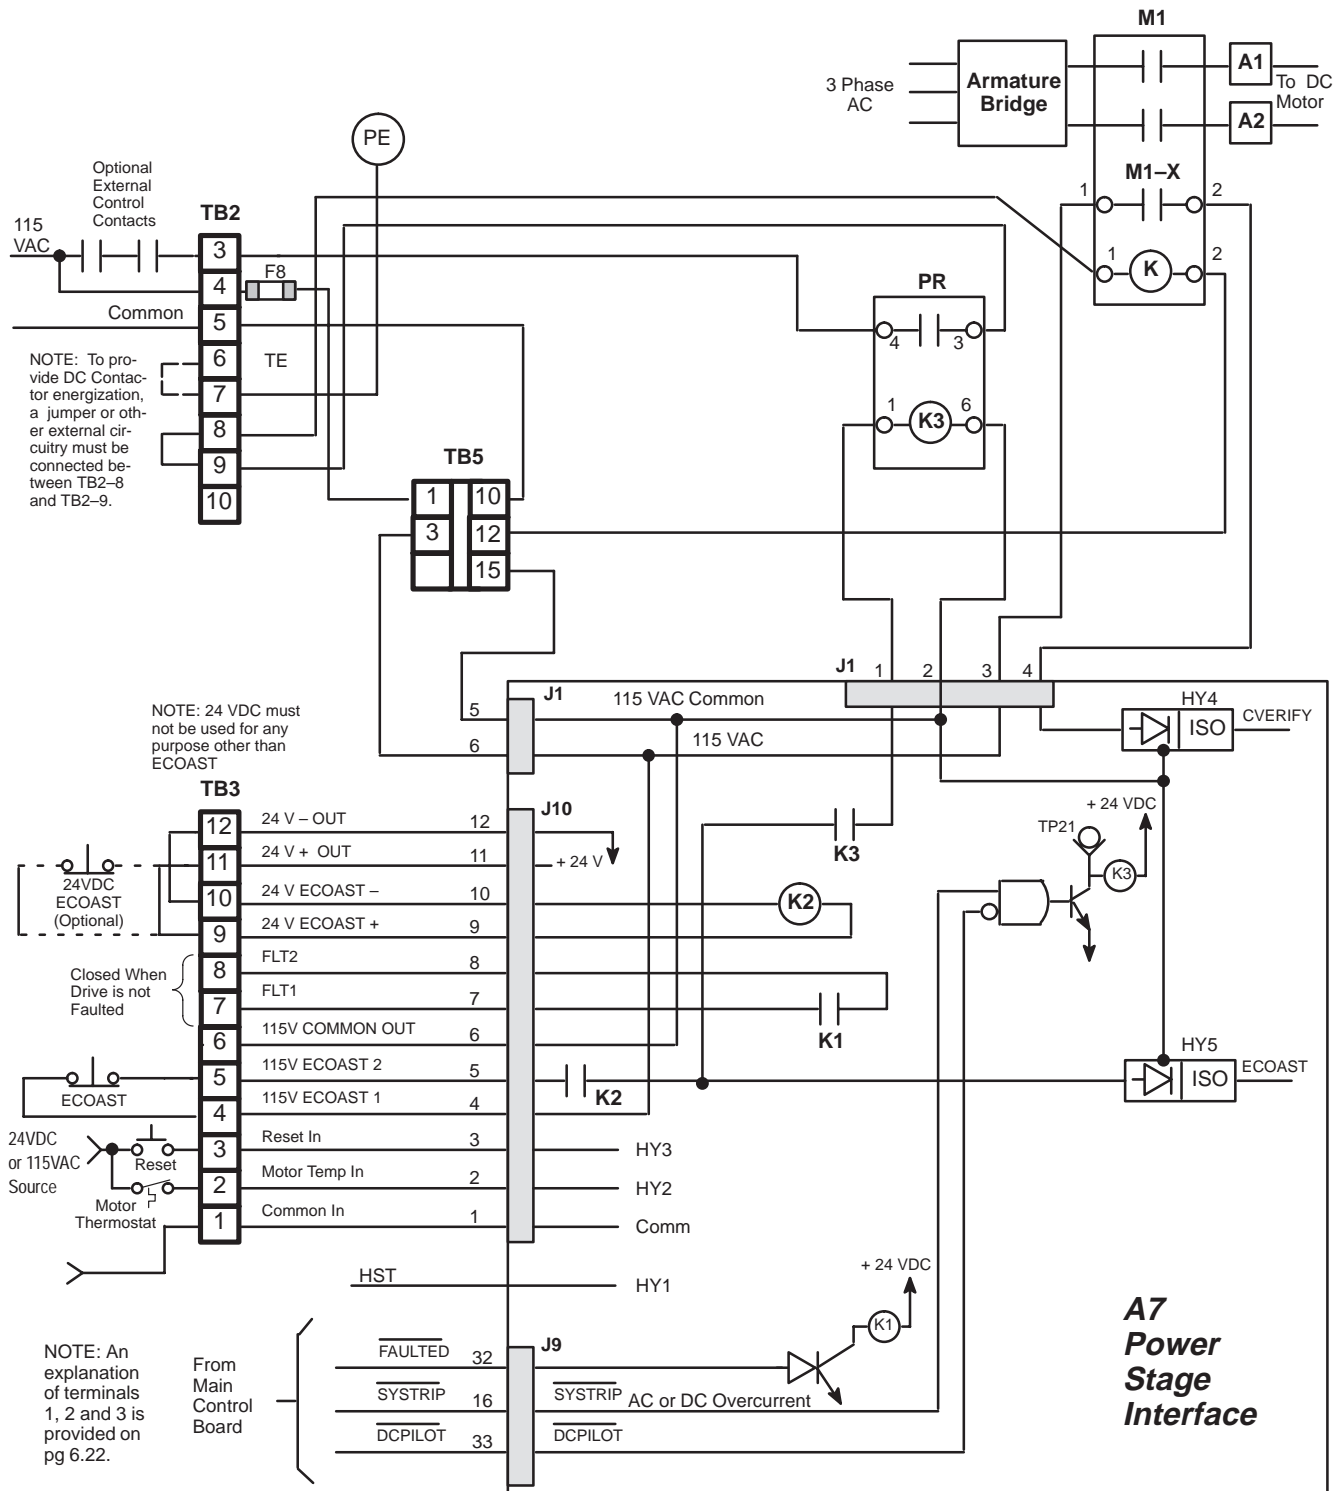 M1
3 Phase
AC
Armature
Bridge
A1
A2
To DC
Motor
M1–X
1
2
1
K
2
PE
Optional
External
Control
Contacts
115
VAC
TB2
3
4
5
6
7
8
9
10
F8
Common
TE
NOTE: To pro-
vide DC Contac-
tor energization,
a jumper or oth-
er external cir-
cuitry must be
connected be-
tween TB2–8
and TB2–9.
PR
4
3
1
K3
6
TB5
1
10
3
12
15
J1
1
2
3
4
J1
5
6
115 VAC Common
115 VAC
HY4
ISO
CVERIFY
NOTE: 24 VDC must
not be used for any
purpose other than
ECOAST
TB3
12
24 V – OUT
12
11
24 V + OUT
11
10
24 V ECOAST –
10
9
24 V ECOAST +
9
8
FLT2
8
7
FLT1
7
6
115V COMMON OUT
6
5
115V ECOAST 2
5
4
115V ECOAST 1
4
3
Reset In
3
2
Motor Temp In
2
1
Common In
1
J10
+ 24 V
K3
K2
K1
K2
+ 24 VDC
TP21
K3
HY5
ISO
ECOAST
24VDC
ECOAST
(Optional)
Closed When
Drive is not
Faulted
ECOAST
24VDC
or 115VAC
Source
Reset
Motor
Thermostat
HY3
HY2
Comm
HST
HY1
+ 24 VDC
K1
NOTE: An
explanation
of terminals
1, 2 and 3 is
provided on
pg 6.22.
From
Main
Control
Board
J9
FAULTED
32
SYSTRIP
16
SYSTRIP
AC or DC Overcurrent
DCPILOT
33
DCPILOT
A7
Power
Stage
Interface